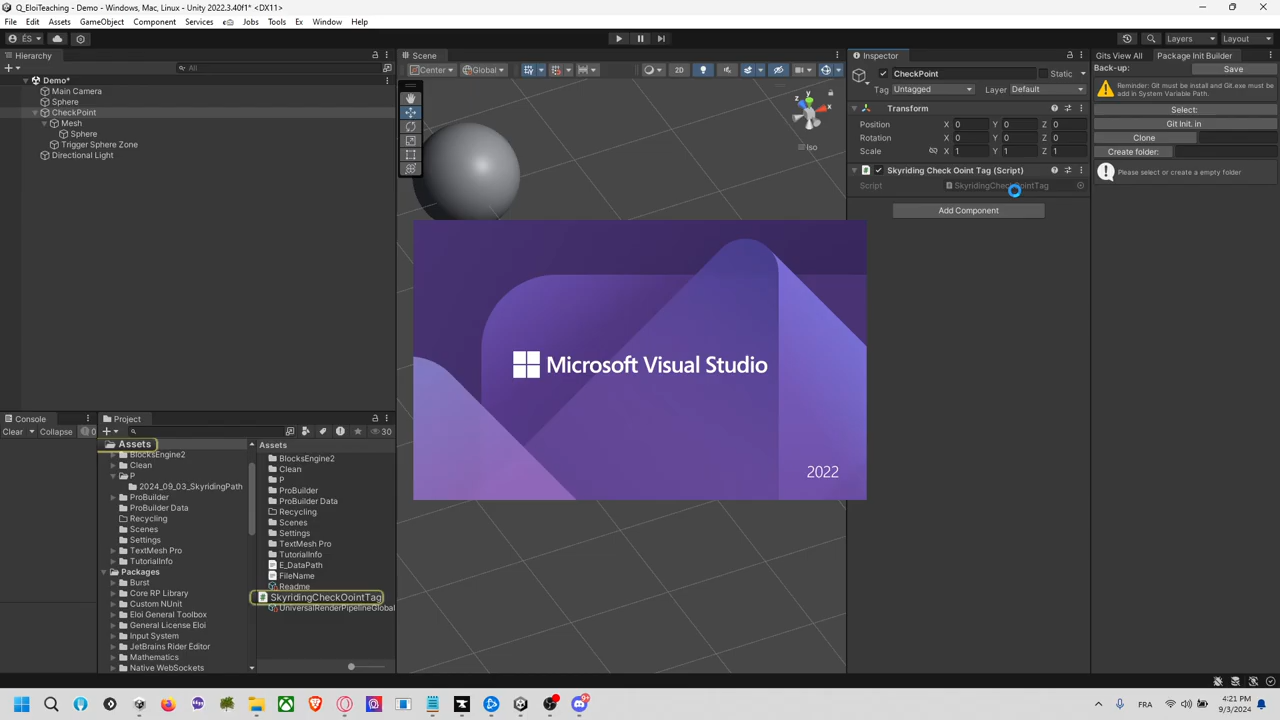 Q_EloiTeaching - Demo - Windows, Mac, Linux - Unity 2022.3.40f1* <DX11>
File Edit Assets GameObject Component Services Jobs Tools Ex Window Help
ÉS
Layers Layout
Hierarchy
All
Demo*
Main Camera
Sphere
CheckPoint
Mesh
Sphere
Trigger Sphere Zone
Directional Light
Scene
Center Global 2D
y
z
x
Iso
Microsoft Visual Studio
2022
Inspector
CheckPoint Static
Tag Untagged Layer Default
Transform
Position X 0 Y 0 Z 0
Rotation X 0 Y 0 Z 0
Scale X 1 Y 1 Z 1
Skyriding Check Ooint Tag (Script)
Script SkyridingCheckOointTag
Add Component
Gits View All Package Init Builder
Back-up: Save
Reminder: Git must be install and Git.exe must be add in System Variable Path.
Select:
Git Init. in
Clone
Create folder:
Please select or create a empty folder
Console
Clear Collapse 0
Project
30
Assets
BlocksEngine2
Clean
P
2024_09_03_SkyridingPath
ProBuilder
ProBuilder Data
Recycling
Scenes
Settings
TextMesh Pro
TutorialInfo
Packages
Burst
Core RP Library
Custom NUnit
Eloi General Toolbox
General License Eloi
Input System
JetBrains Rider Editor
Mathematics
Native WebSockets
Assets
BlocksEngine2
Clean
P
ProBuilder
ProBuilder Data
Recycling
Scenes
Settings
TextMesh Pro
TutorialInfo
E_DataPath
FileName
Readme
SkyridingCheckOointTag
UniversalRenderPipelineGlobal
9+
FRA
4:21 PM
9/3/2024